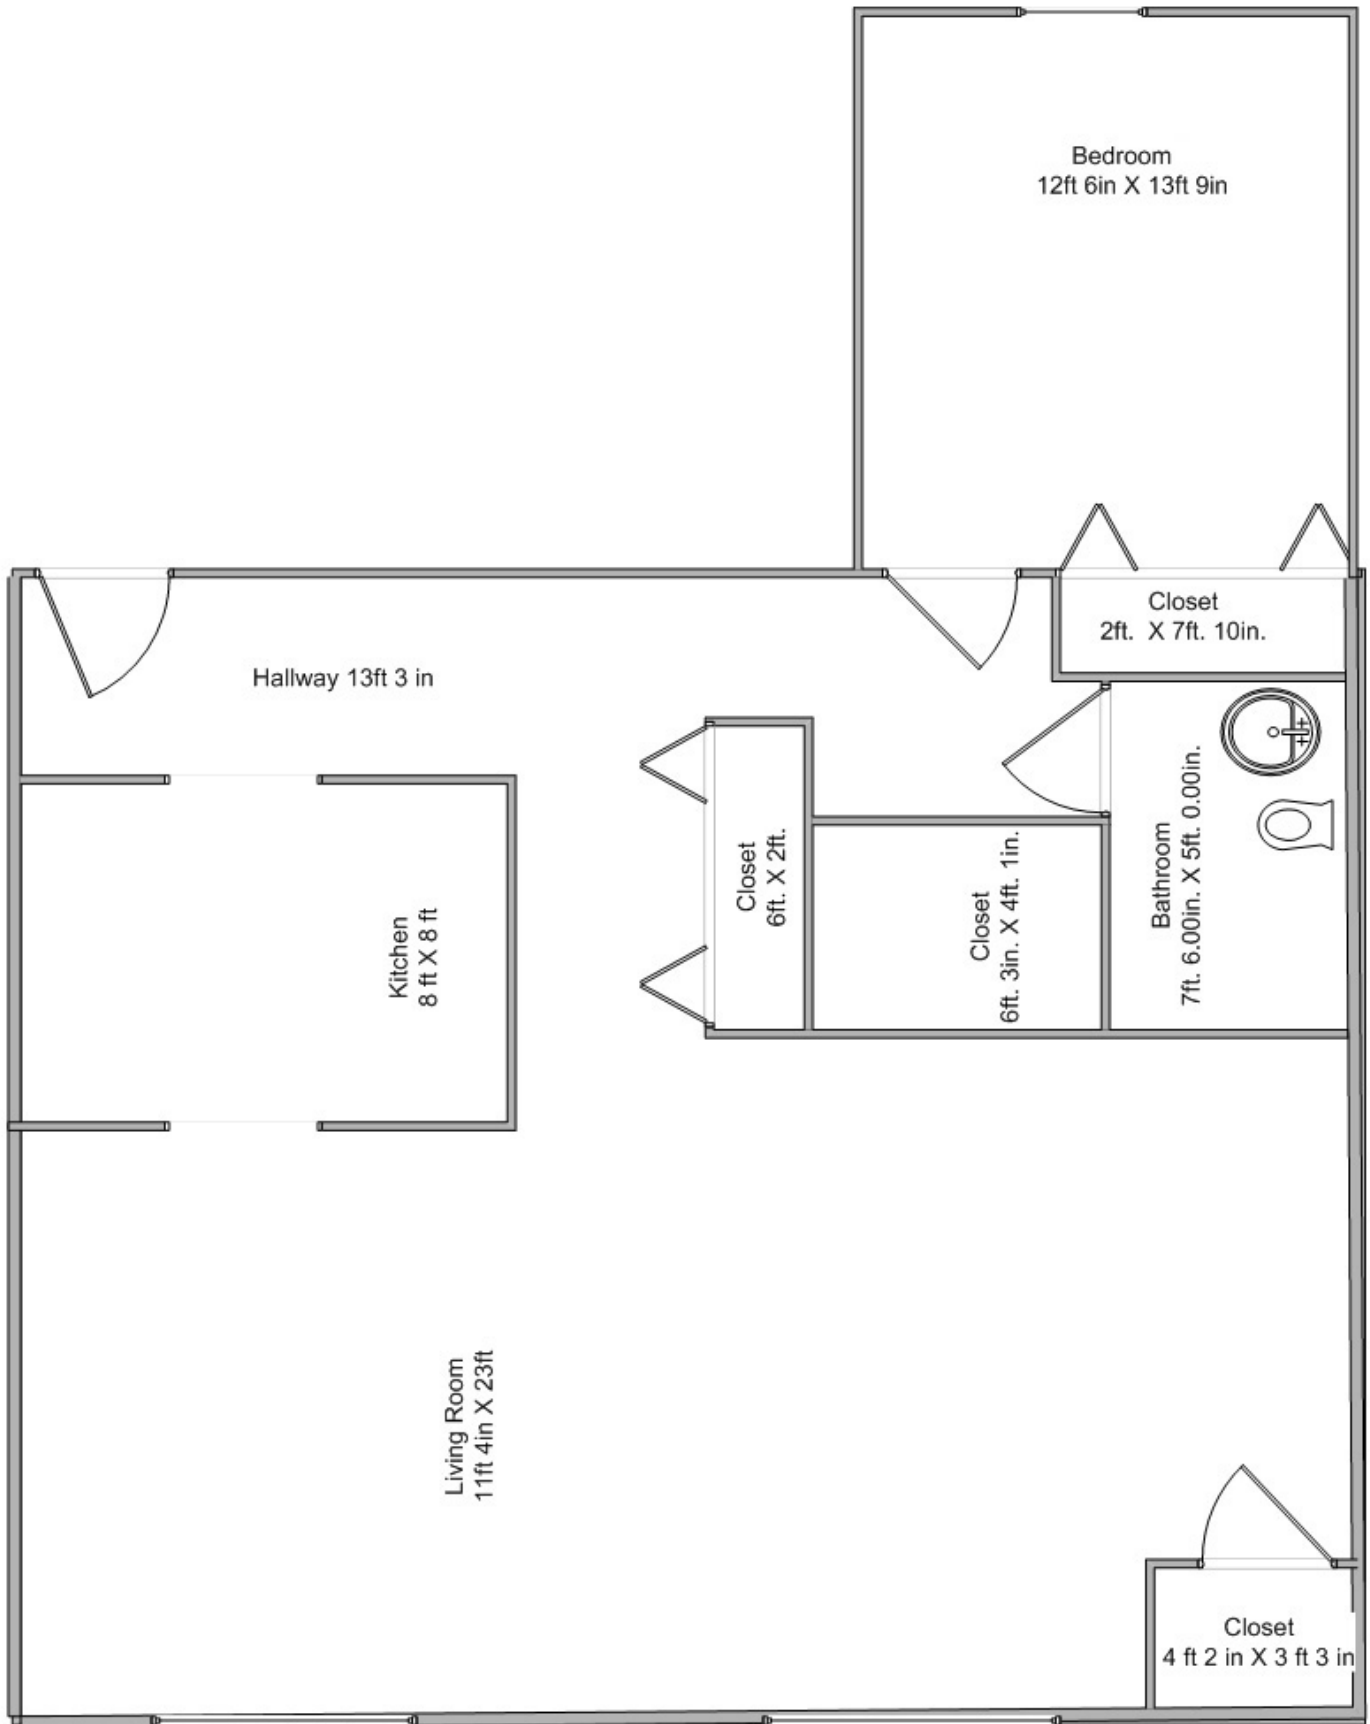 Bedroom
12ft 6in X 13ft 9in
Closet
2ft. X 7ft. 10in.
Hallway 13ft 3 in
Kitchen
8 ft X 8 ft
Closet
6ft. X 2ft.
Closet
6ft. 3in. X 4ft. 1in.
Bathroom
7ft. 6.00in. X 5ft. 0.00in.
Living Room
11ft 4in X 23ft
Closet
4 ft 2 in X 3 ft 3 in